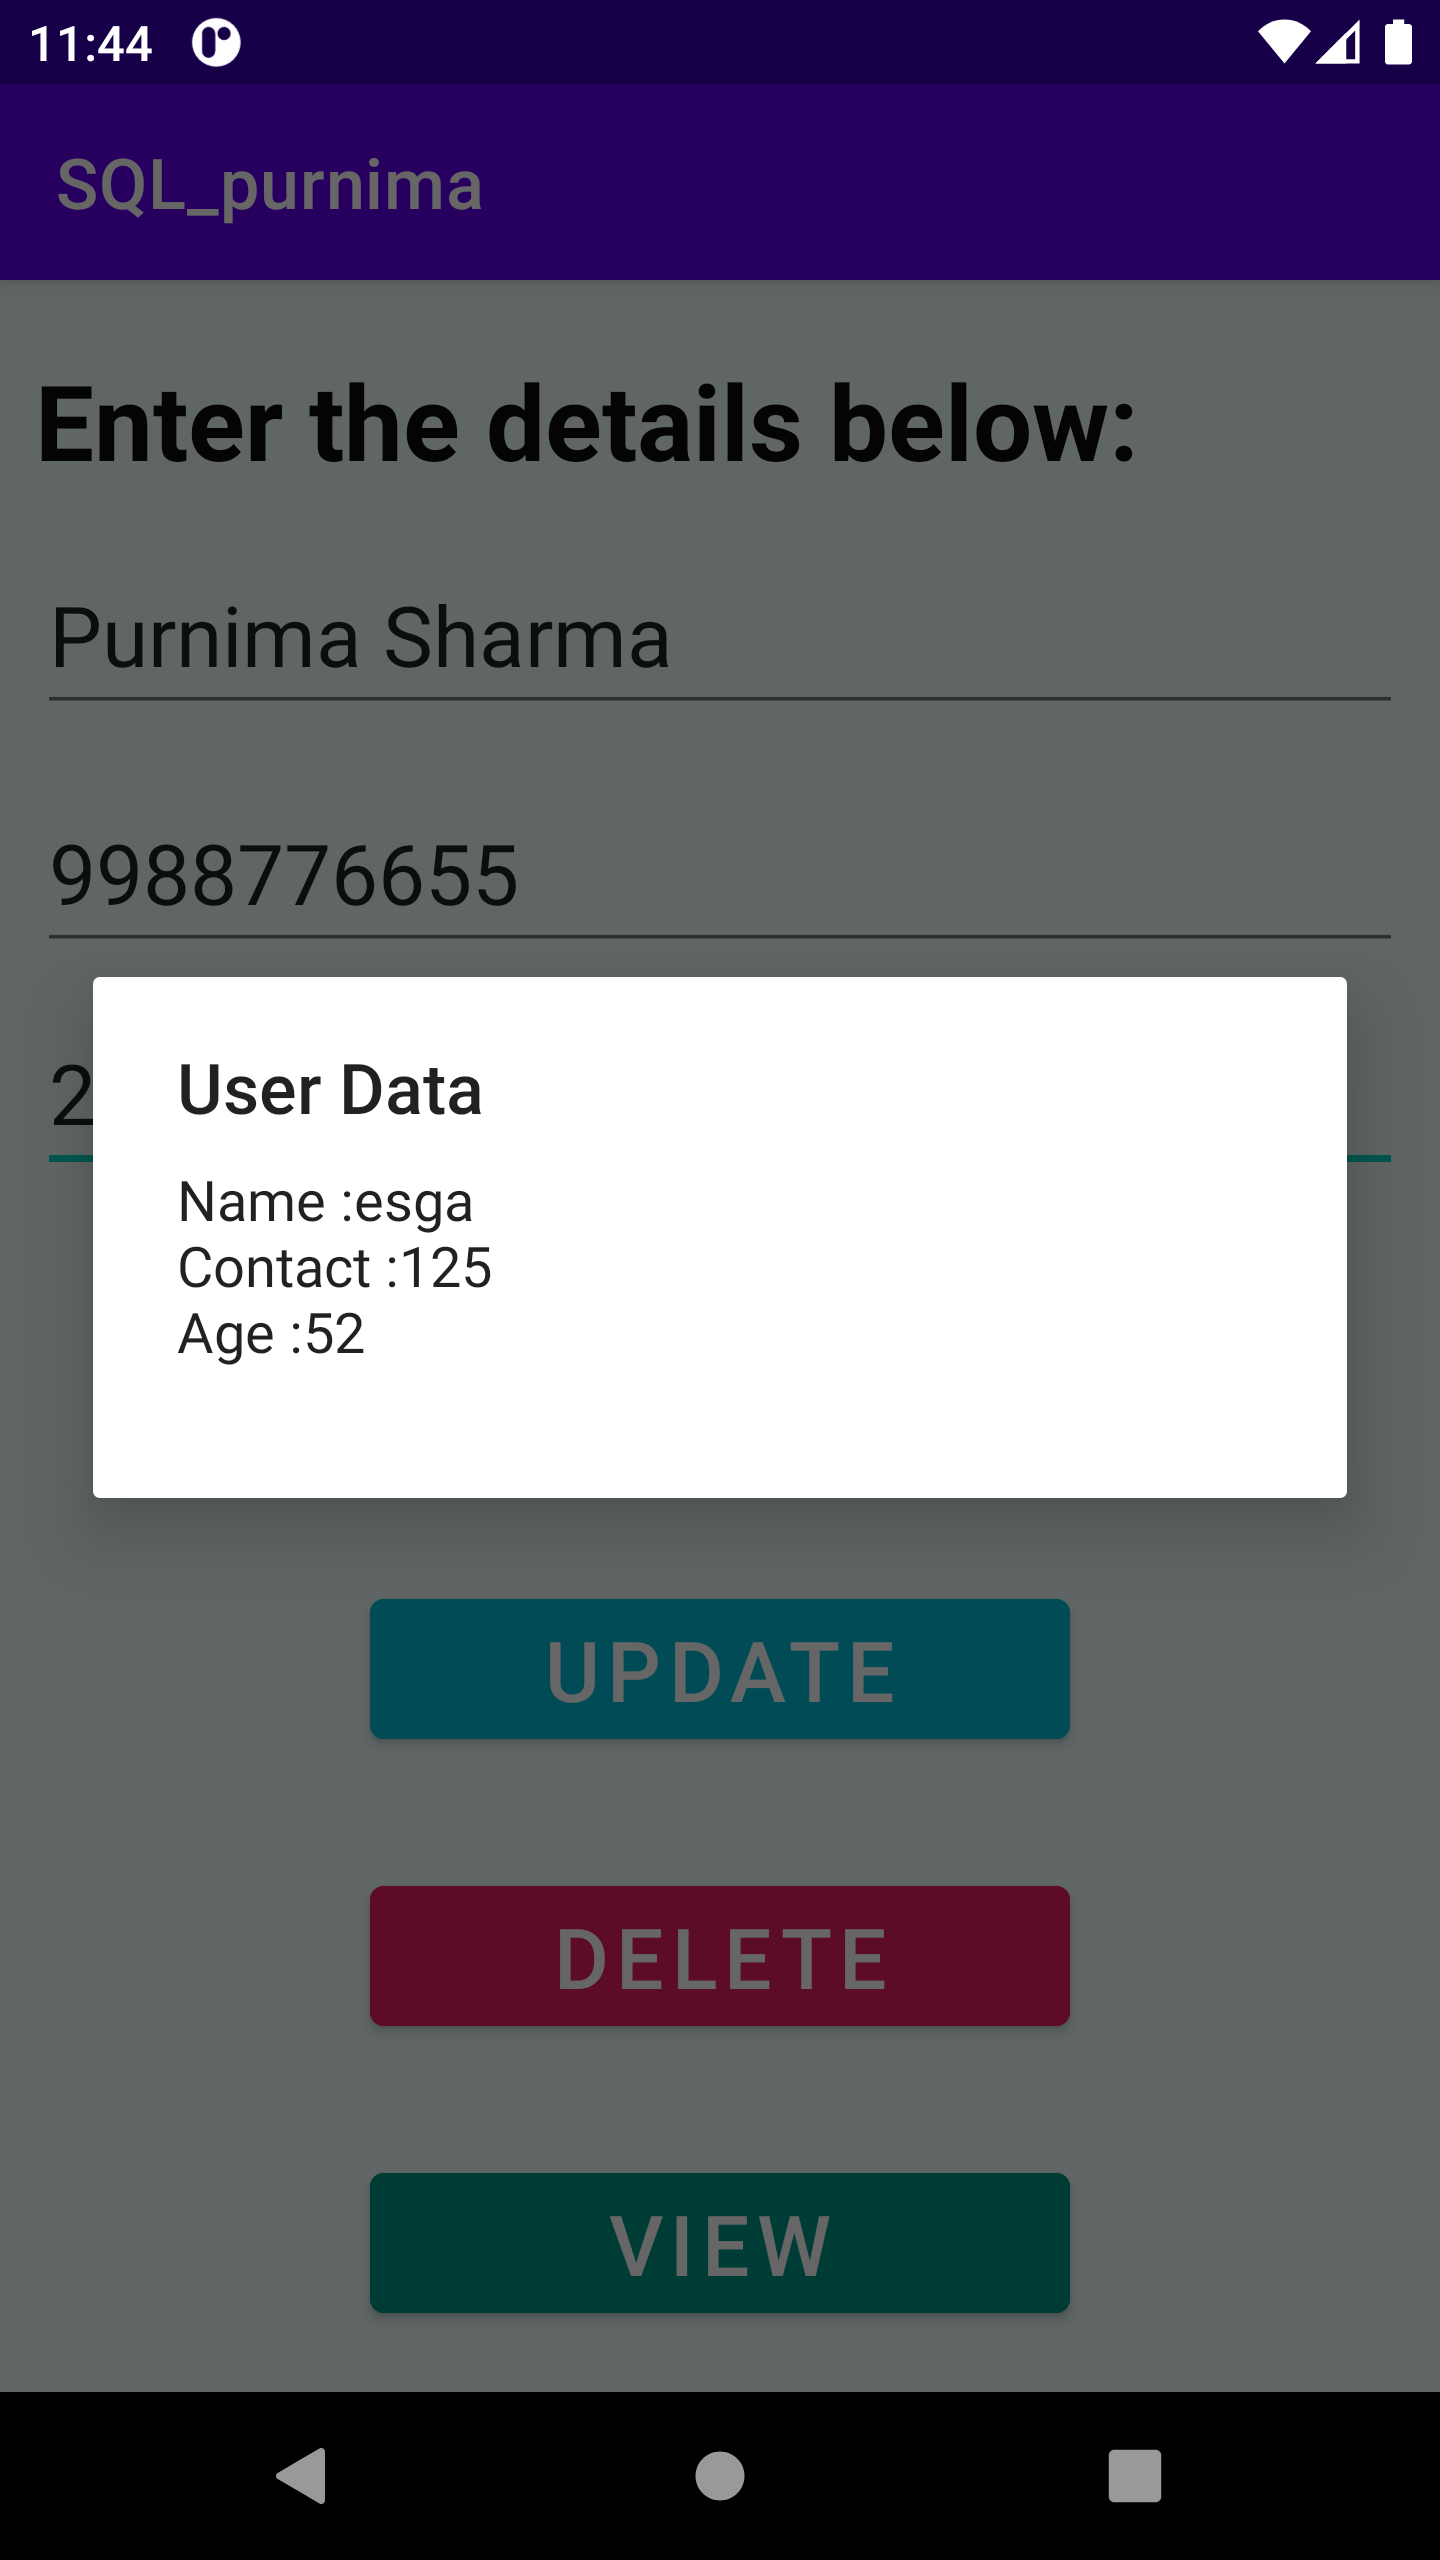 11:44
SQL_purnima
Enter the details below:
Purnima Sharma
9988776655
2
User Data
Name :esga
Contact :125
Age :52
UPDATE
DELETE
VIEW